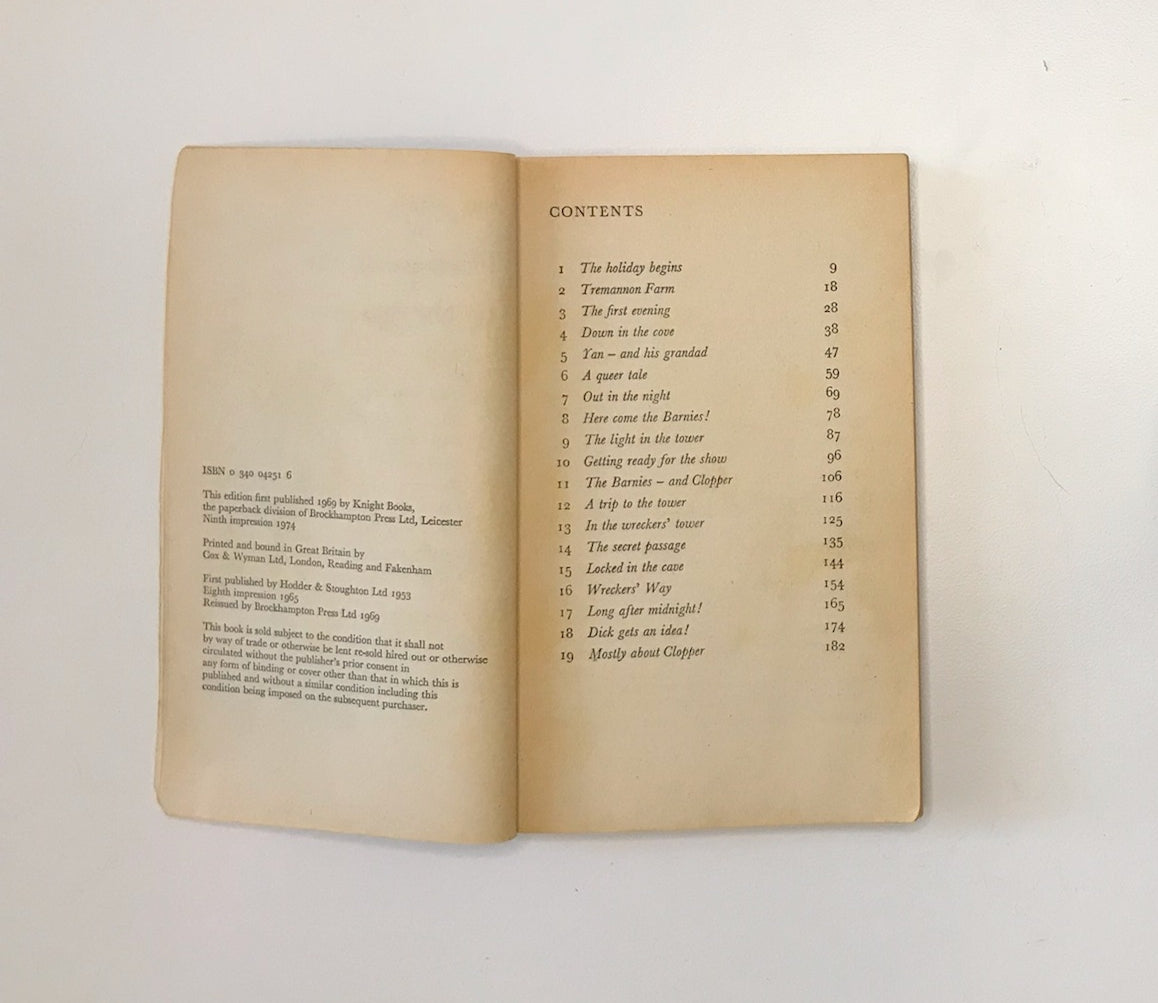 ISBN 0 340 04251 6
This edition first published 1969 by Knight Books,
the paperback division of Brockhampton Press Ltd, Leicester
Ninth impression 1974
Printed and bound in Great Britain by
Cox & Wyman Ltd, London, Reading and Fakenham
First published by Hodder & Stoughton Ltd 1953
Eighth impression 1965
Reissued by Brockhampton Press Ltd 1969
This book is sold subject to the condition that it shall not
by way of trade or otherwise be lent re-sold hired out or otherwise
circulated without the publisher's prior consent in
any form of binding or cover other than that in which this is
published and without a similar condition including this
condition being imposed on the subsequent purchaser.
CONTENTS
1 The holiday begins 9
2 Tremannon Farm 18
3 The first evening 28
4 Down in the cove 38
5 Yan – and his grandad 47
6 A queer tale 59
7 Out in the night 69
8 Here come the Barnies! 78
9 The light in the tower 87
10 Getting ready for the show 96
11 The Barnies – and Clopper 106
12 A trip to the tower 116
13 In the wreckers' tower 125
14 The secret passage 135
15 Locked in the cave 144
16 Wreckers' Way 154
17 Long after midnight! 165
18 Dick gets an idea! 174
19 Mostly about Clopper 182